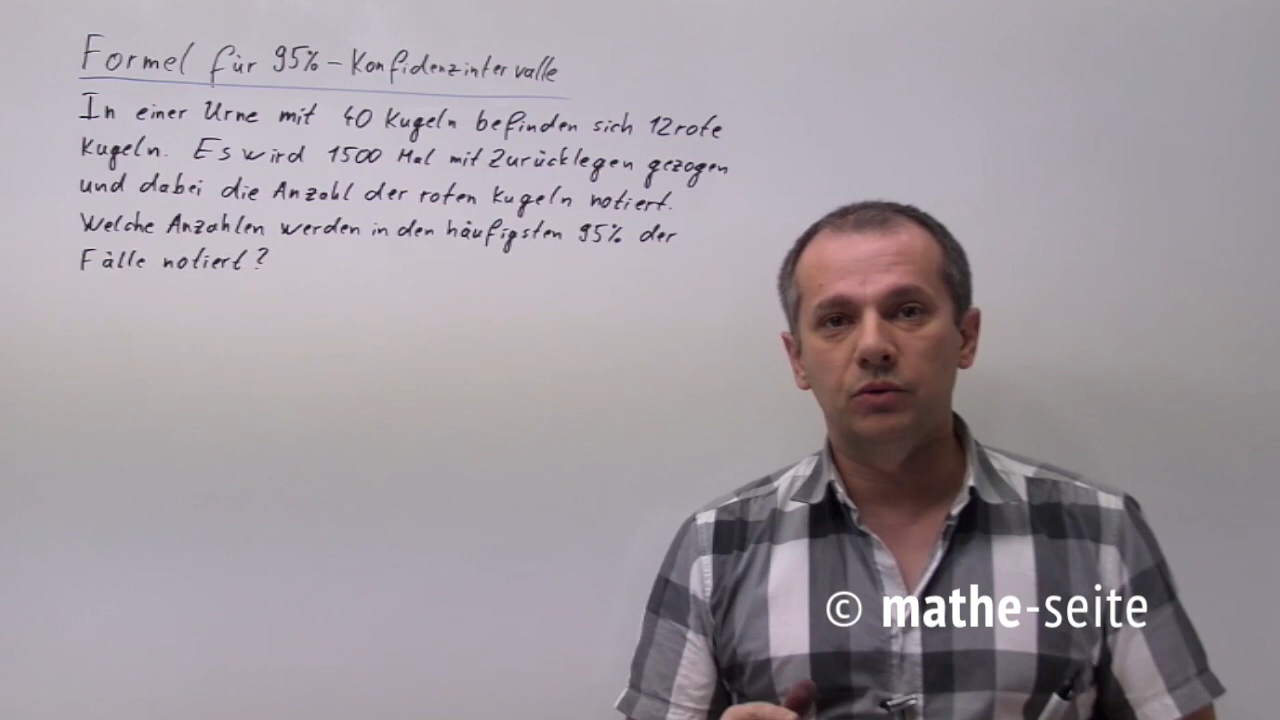 Formel für 95%-Konfidenzintervalle
In einer Urne mit 40 Kugeln befinden sich 12 rote
Kugeln. Es wird 1500 Mal mit Zurücklegen gezogen
und dabei die Anzahl der roten Kugeln notiert.
Welche Anzahlen werden in den häufigsten 95% der
Fälle notiert?
© mathe-seite